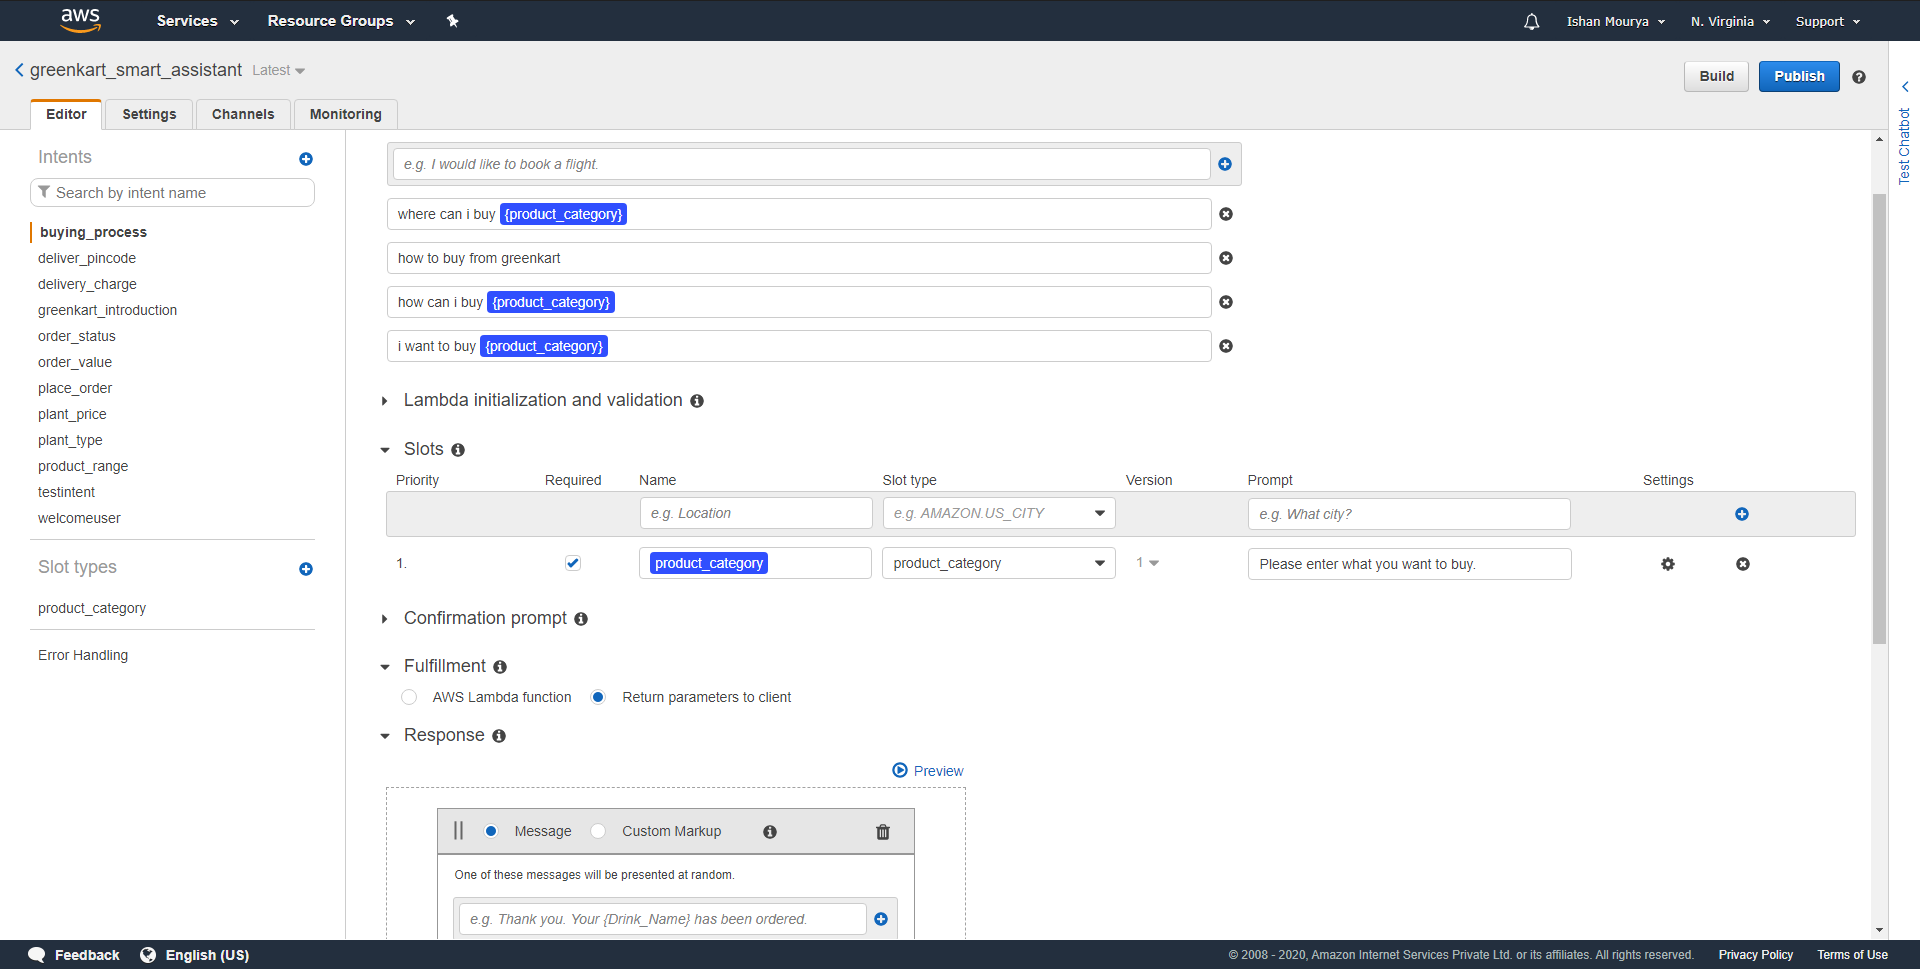 aws Services Resource Groups Ishan Mourya N. Virginia Support
greenkart_smart_assistant Latest Build Publish ?
Editor Settings Channels Monitoring
Test Chatbot
Intents
Search by intent name
buying_process
deliver_pincode
delivery_charge
greenkart_introduction
order_status
order_value
place_order
plant_price
plant_type
product_range
testintent
welcomeuser
Slot types
product_category
Error Handling
e.g. I would like to book a flight.
where can i buy {product_category}
how to buy from greenkart
how can i buy {product_category}
i want to buy {product_category}
Lambda initialization and validation
Slots
Priority Required Name Slot type Version Prompt Settings
e.g. Location e.g. AMAZON.US_CITY e.g. What city?
1. product_category product_category 1 Please enter what you want to buy.
Confirmation prompt
Fulfillment
AWS Lambda function Return parameters to client
Response
Preview
Message Custom Markup
One of these messages will be presented at random.
e.g. Thank you. Your {Drink_Name} has been ordered.
Feedback English (US) © 2008 - 2020, Amazon Internet Services Private Ltd. or its affiliates. All rights reserved. Privacy Policy Terms of Use